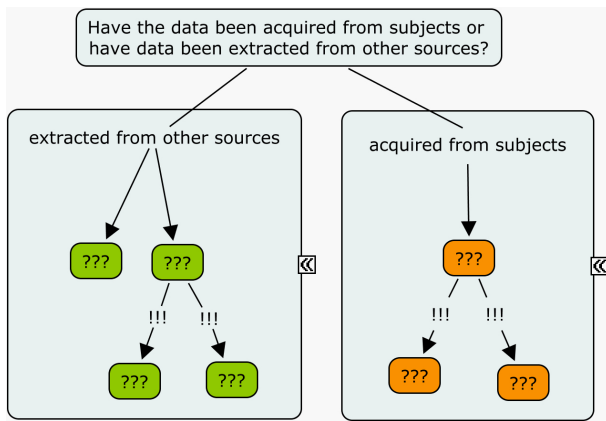 Have the data been acquired from subjects or
have data been extracted from other sources?
extracted from other sources
???
???
!!!
!!!
???
???
acquired from subjects
???
!!!
!!!
???
???